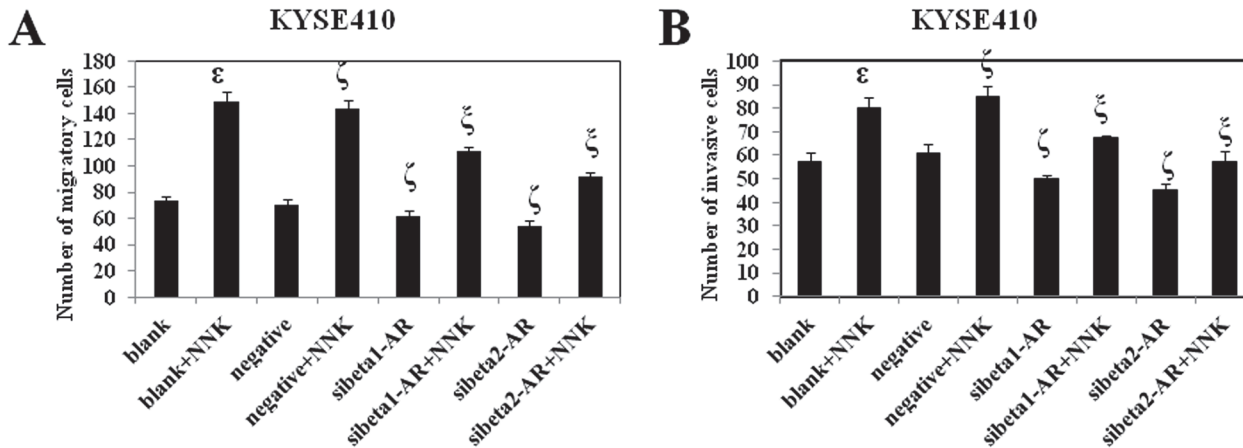 A
KYSE410
Number of migratory cells
180
160
140
120
100
80
60
40
20
0
ε
ζ
ζ
ξ
ζ
ξ
blank
blank+NNK
negative
negative+NNK
sibeta1-AR
sibeta1-AR+NNK
sibeta2-AR
sibeta2-AR+NNK
B
KYSE410
Number of invasive cells
100
90
80
70
60
50
40
30
20
10
0
ε
ζ
ζ
ξ
ζ
ξ
blank
blank+NNK
negative
negative+NNK
sibeta1-AR
sibeta1-AR+NNK
sibeta2-AR
sibeta2-AR+NNK